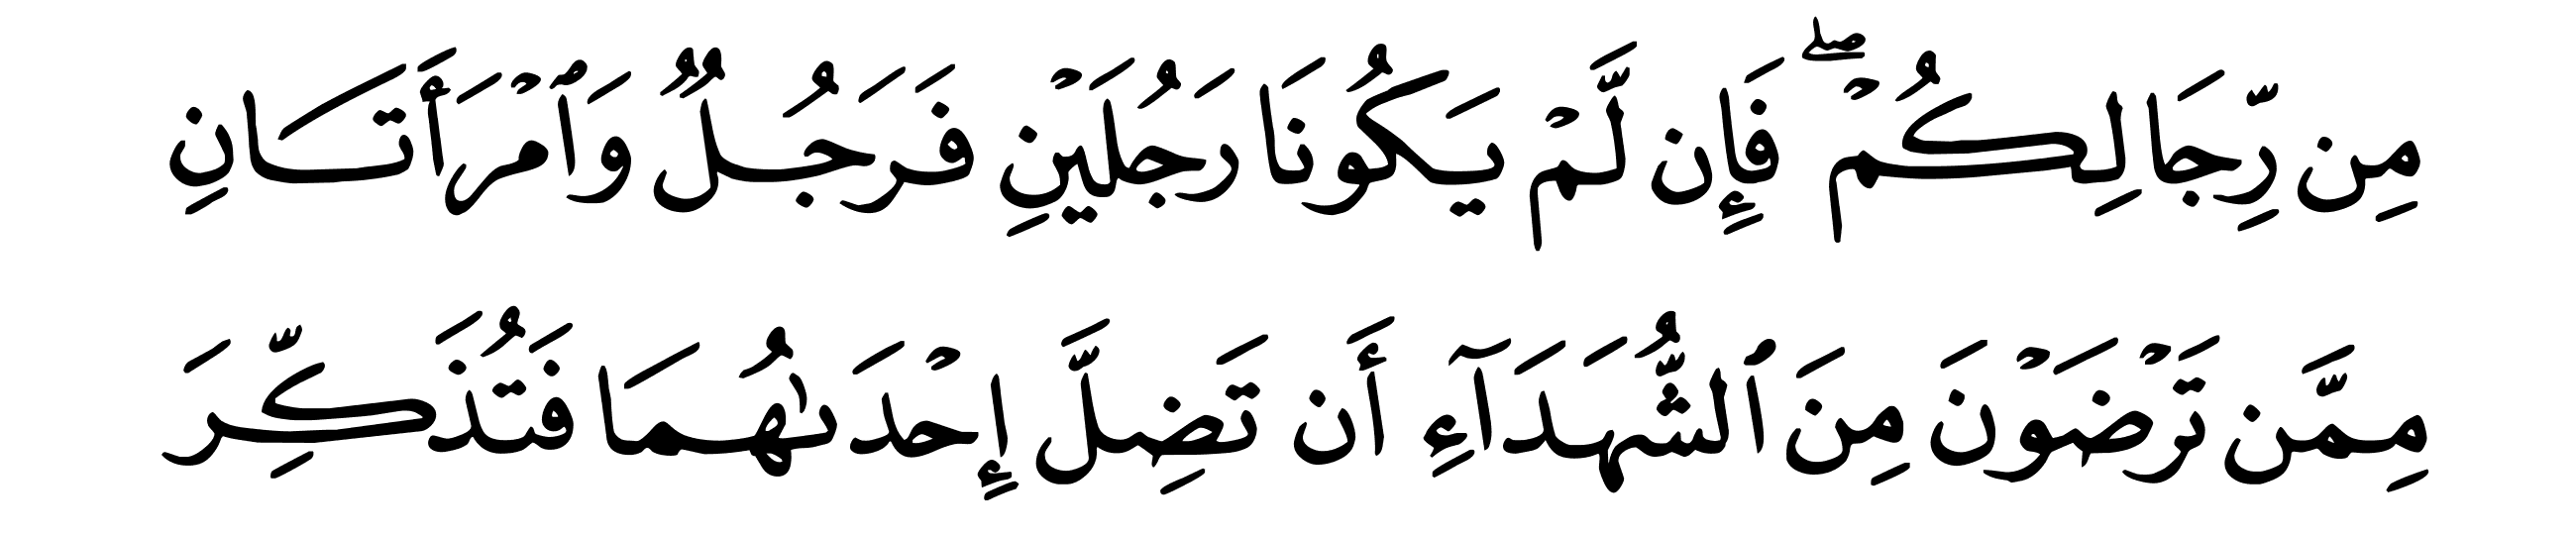 مِن رِّجَالِكُمْ ۖ فَإِن لَّمْ يَكُونَا رَجُلَيْنِ فَرَجُلٌ وَٱمْرَأَتَانِ
مِمَّن تَرْضَوْنَ مِنَ ٱلشُّهَدَآءِ أَن تَضِلَّ إِحْدَىٰهُمَا فَتُذَكِّرَ